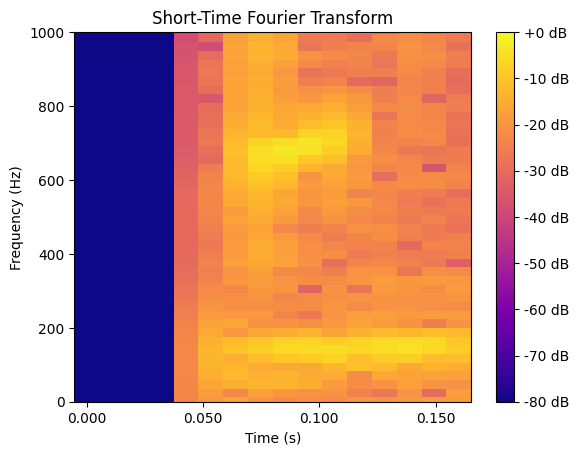 Short-Time Fourier Transform
Frequency (Hz)
1000
800
600
400
200
0
0.000
0.050
0.100
0.150
Time (s)
+0 dB
-10 dB
-20 dB
-30 dB
-40 dB
-50 dB
-60 dB
-70 dB
-80 dB